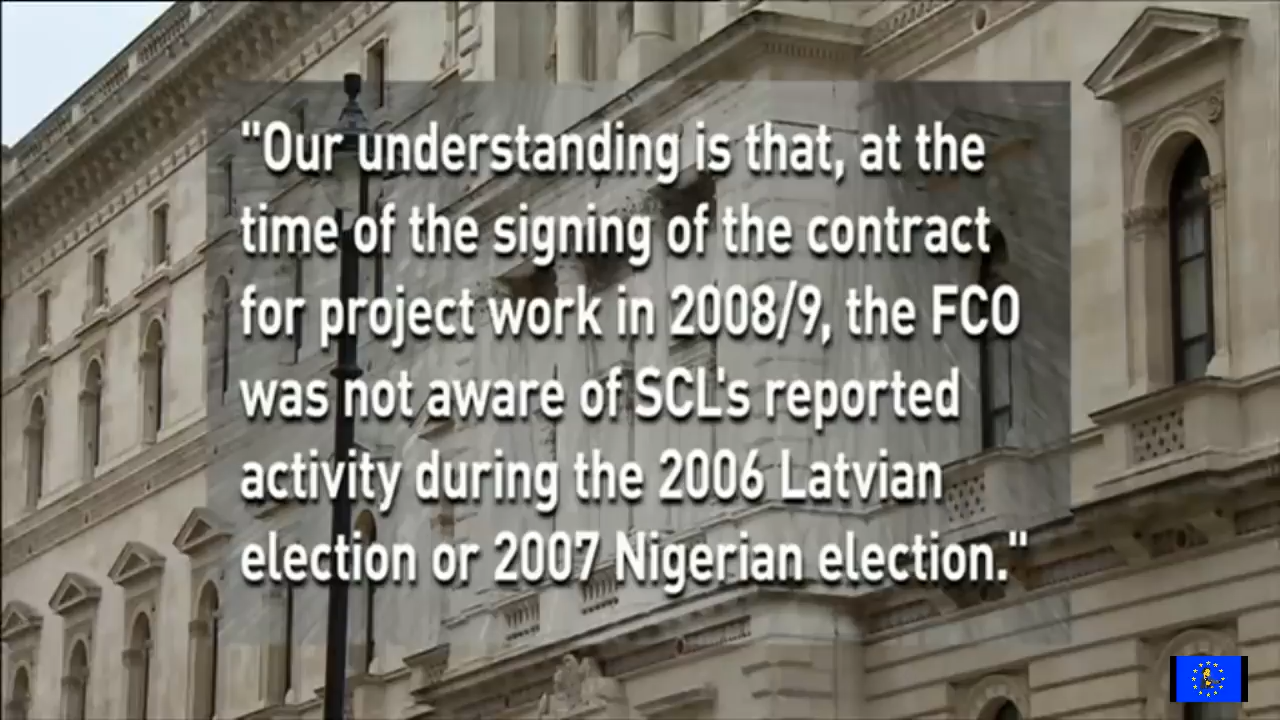 "Our understanding is that, at the
time of the signing of the contract
for project work in 2008/9, the FCO
was not aware of SCL's reported
activity during the 2006 Latvian
election or 2007 Nigerian election."